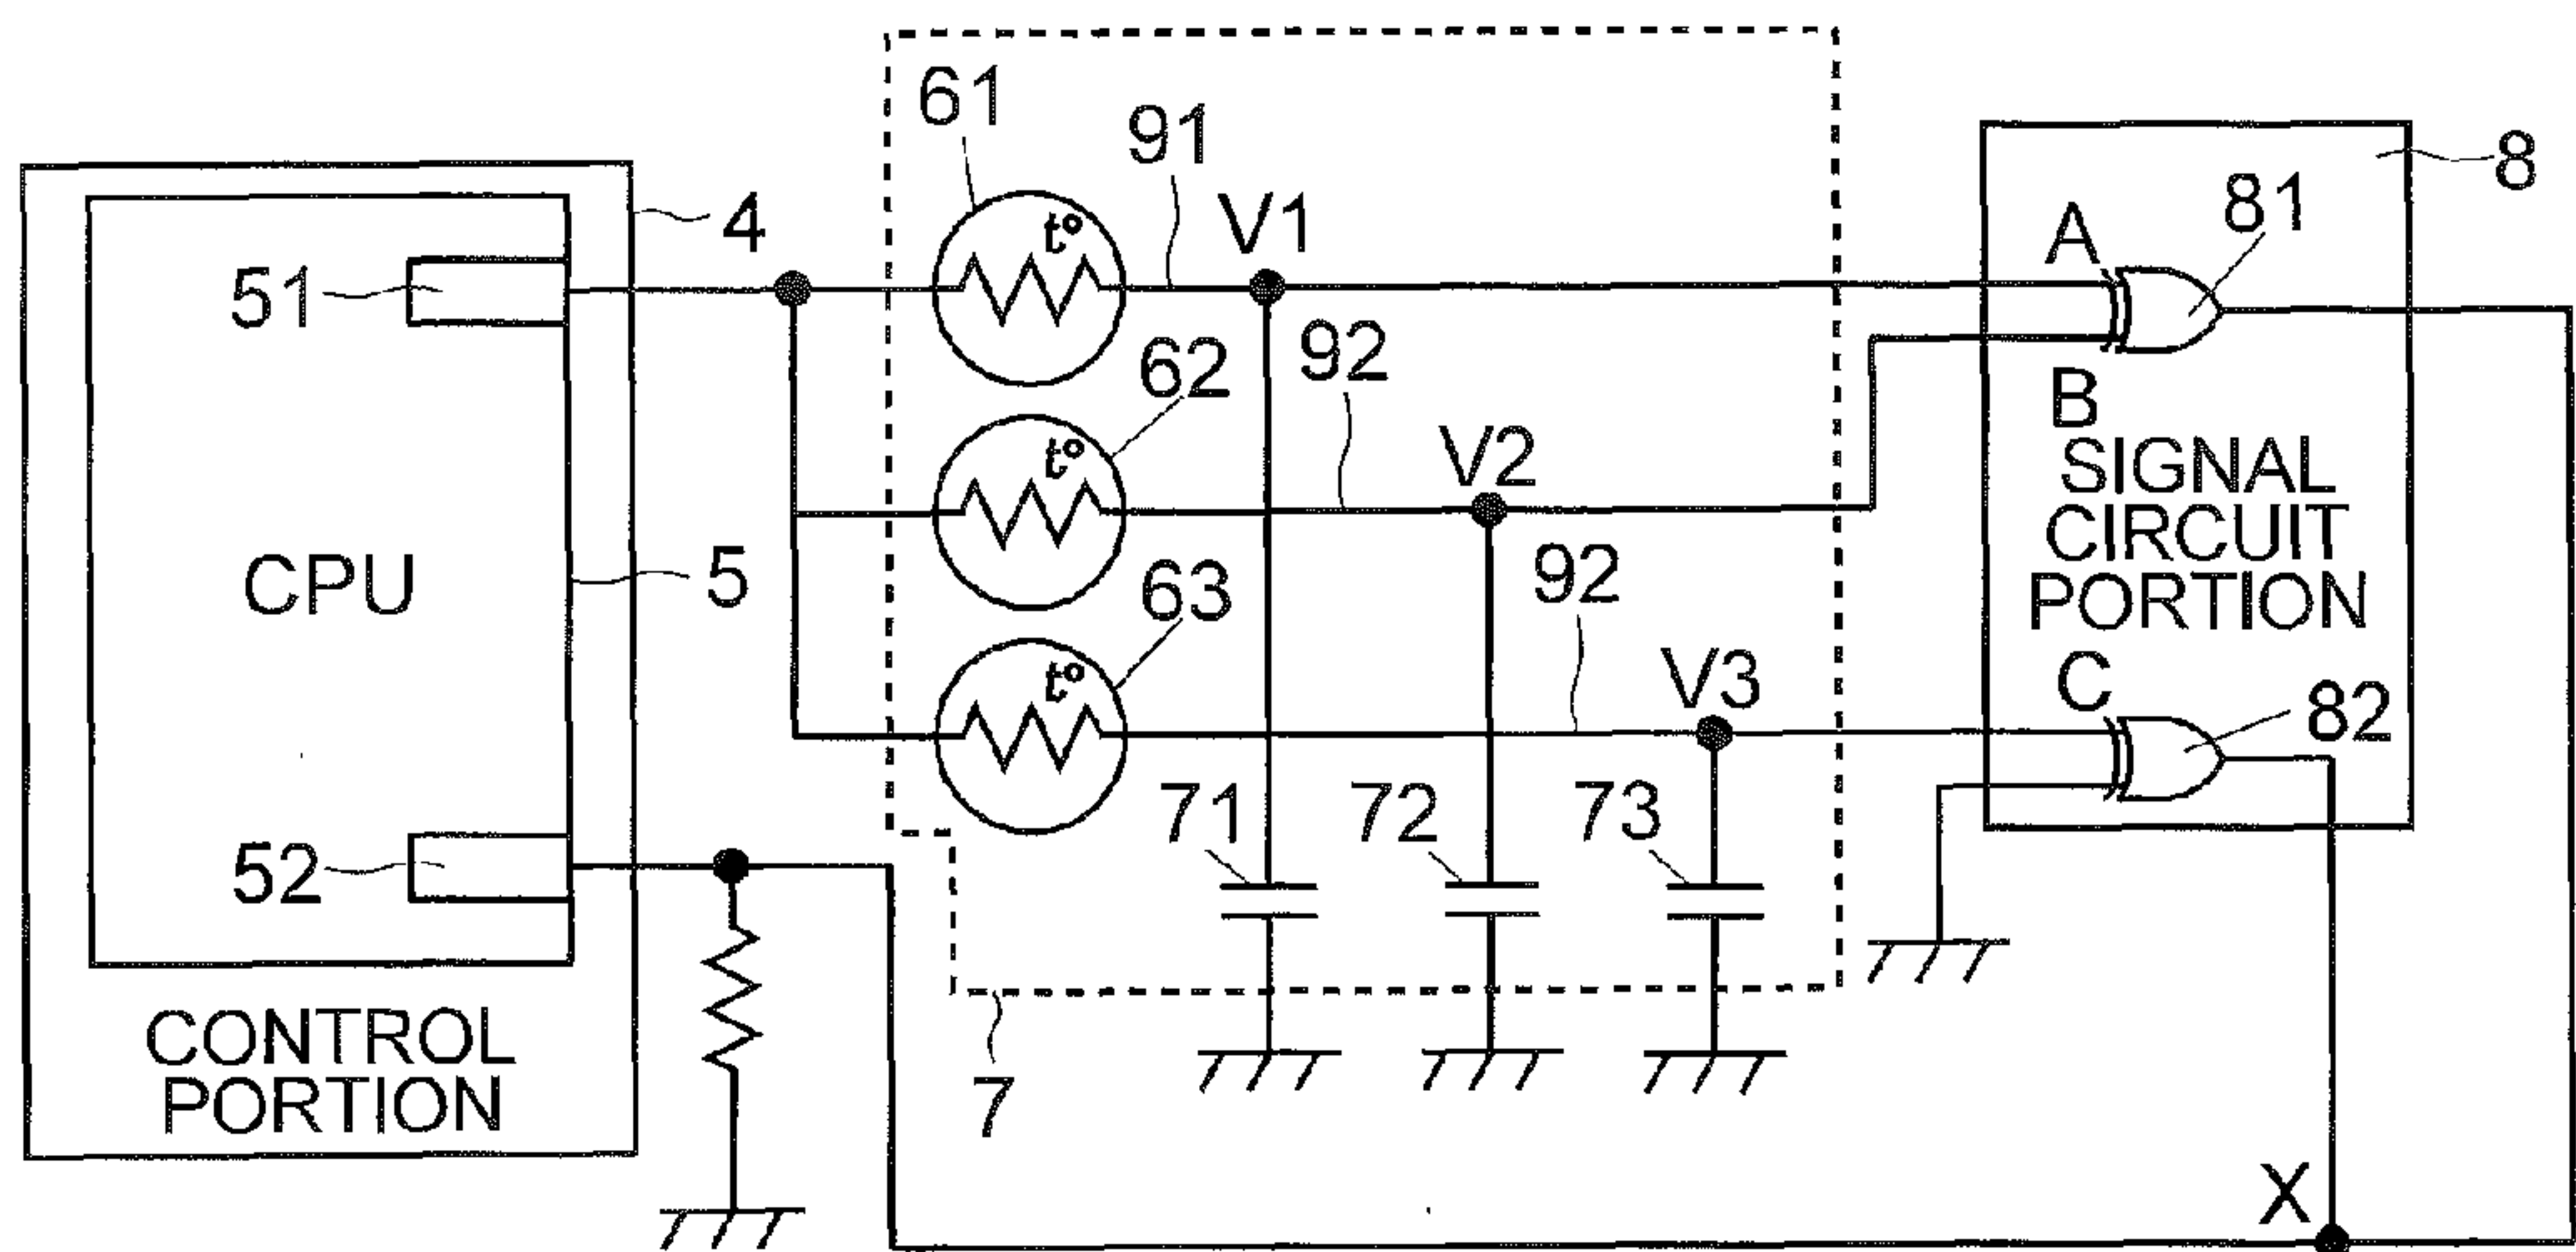 61
91
8
4
t°
V1
A
81
51
62
92
B
t°
V2
SIGNAL
CIRCUIT
PORTION
CPU
5
63
92
t°
V3
C
82
71
72
73
52
CONTROL
PORTION
7
X